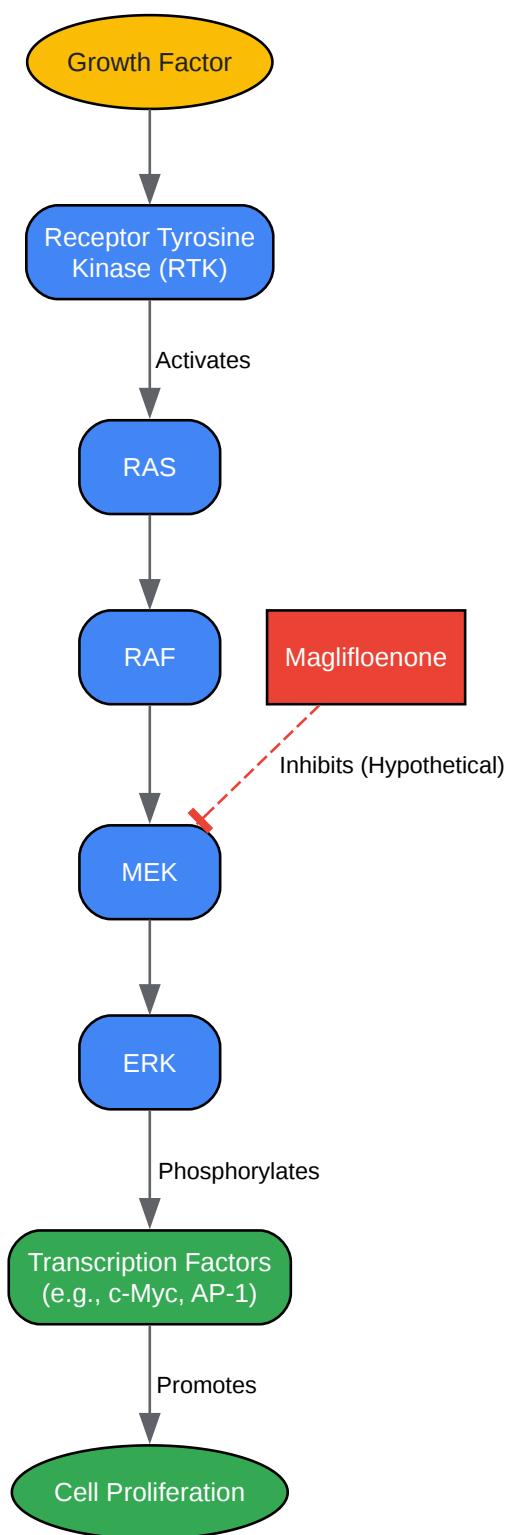 Growth Factor
Receptor Tyrosine
Kinase (RTK)
Activates
RAS
RAF
Maglifloenone
Inhibits (Hypothetical)
MEK
ERK
Phosphorylates
Transcription Factors
(e.g., c-Myc, AP-1)
Promotes
Cell Proliferation